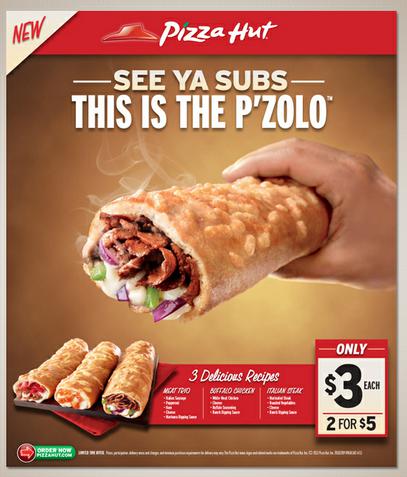 NEW
Pizza Hut
SEE YA SUBS
THIS IS THE P'ZOLO™
3 Delicious Recipes
MEAT TRIO
• Italian Sausage
• Pepperoni
• Ham
• Cheese
• Marinara Dipping Sauce
BUFFALO CHICKEN
• White Meat Chicken
• Cheese
• Buffalo Seasoning
• Ranch Dipping Sauce
ITALIAN STEAK
• Marinated Steak
• Roasted Vegetables
• Cheese
• Ranch Dipping Sauce
ONLY
$3 EACH
2 FOR $5
ORDER NOW
PIZZAHUT.COM
LIMITED TIME OFFER.